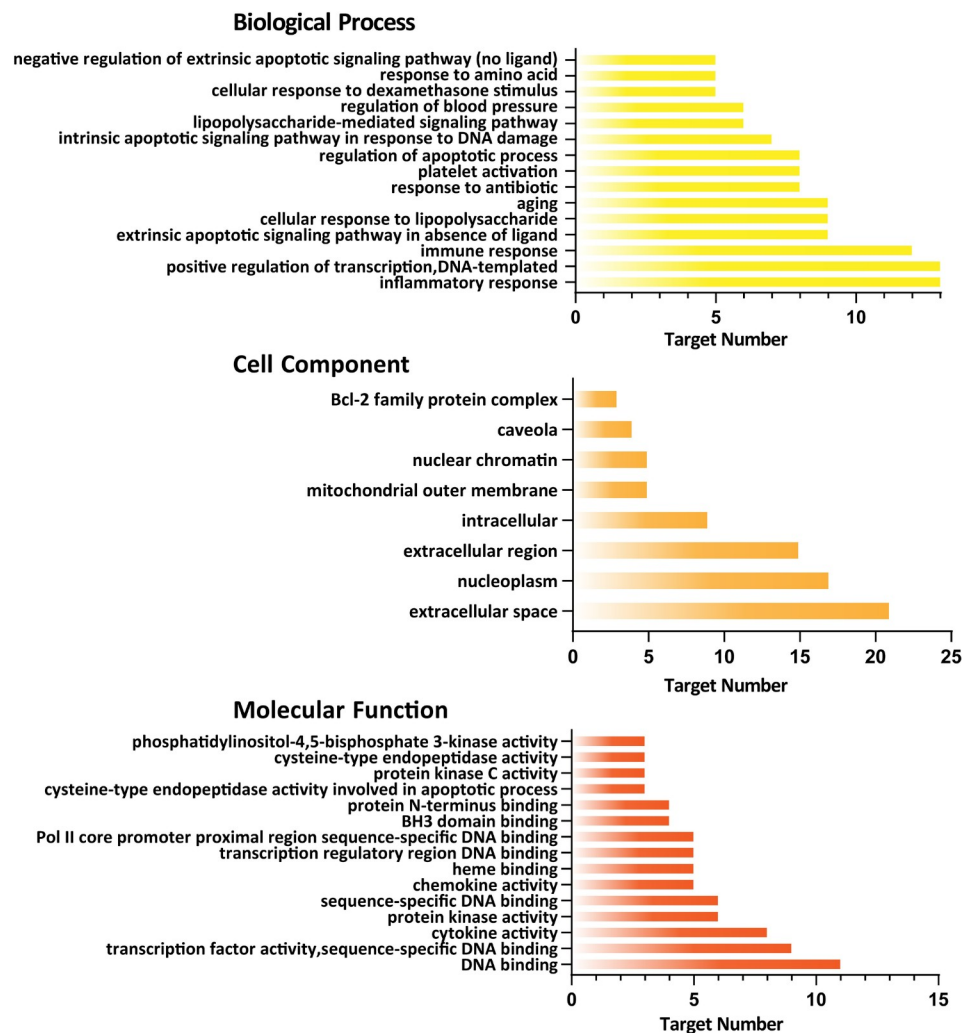 Biological Process
negative regulation of extrinsic apoptotic signaling pathway (no ligand)
response to amino acid
cellular response to dexamethasone stimulus
regulation of blood pressure
lipopolysaccharide-mediated signaling pathway
intrinsic apoptotic signaling pathway in response to DNA damage
regulation of apoptotic process
platelet activation
response to antibiotic
aging
cellular response to lipopolysaccharide
extrinsic apoptotic signaling pathway in absence of ligand
immune response
positive regulation of transcription,DNA-templated
inflammatory response
0 5 10
Target Number
Cell Component
Bcl-2 family protein complex
caveola
nuclear chromatin
mitochondrial outer membrane
intracellular
extracellular region
nucleoplasm
extracellular space
0 5 10 15 20 25
Target Number
Molecular Function
phosphatidylinositol-4,5-bisphosphate 3-kinase activity
cysteine-type endopeptidase activity
protein kinase C activity
cysteine-type endopeptidase activity involved in apoptotic process
protein N-terminus binding
BH3 domain binding
Pol II core promoter proximal region sequence-specific DNA binding
transcription regulatory region DNA binding
heme binding
chemokine activity
sequence-specific DNA binding
protein kinase activity
cytokine activity
transcription factor activity,sequence-specific DNA binding
DNA binding
0 5 10 15
Target Number